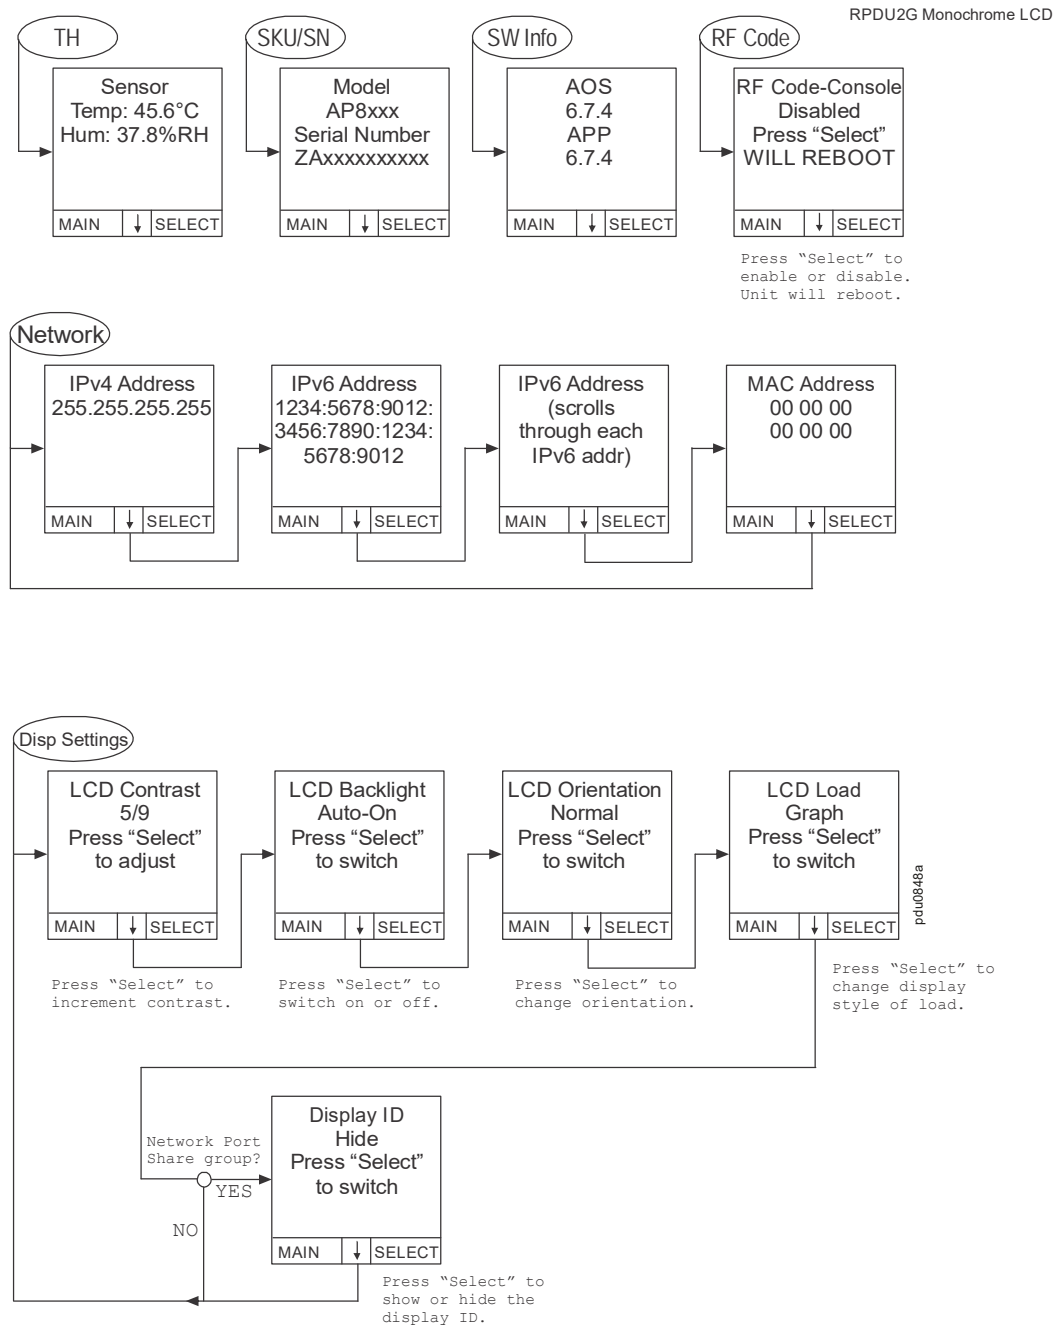 RPDU2G Monochrome LCD
TH
SKU/SN
SW Info
RF Code
Sensor
Temp: 45.6°C
Hum: 37.8%RH
MAIN ↓ SELECT
Model
AP8xxx
Serial Number
ZAxxxxxxxxxx
MAIN ↓ SELECT
AOS
6.7.4
APP
6.7.4
MAIN ↓ SELECT
RF Code-Console
Disabled
Press “Select”
WILL REBOOT
MAIN ↓ SELECT
Press “Select” to
enable or disable.
Unit will reboot.
Network
IPv4 Address
255.255.255.255
MAIN ↓ SELECT
IPv6 Address
1234:5678:9012:
3456:7890:1234:
5678:9012
MAIN ↓ SELECT
IPv6 Address
(scrolls
through each
IPv6 addr)
MAIN ↓ SELECT
MAC Address
00 00 00
00 00 00
MAIN ↓ SELECT
Disp Settings
LCD Contrast
5/9
Press “Select”
to adjust
MAIN ↓ SELECT
Press “Select” to
increment contrast.
LCD Backlight
Auto-On
Press “Select”
to switch
MAIN ↓ SELECT
Press “Select” to
switch on or off.
LCD Orientation
Normal
Press “Select”
to switch
MAIN ↓ SELECT
Press “Select” to
change orientation.
LCD Load
Graph
Press “Select”
to switch
MAIN ↓ SELECT
Press “Select” to
change display
style of load.
pdu0848a
Network Port
Share group?
YES
NO
Display ID
Hide
Press “Select”
to switch
MAIN ↓ SELECT
Press “Select” to
show or hide the
display ID.